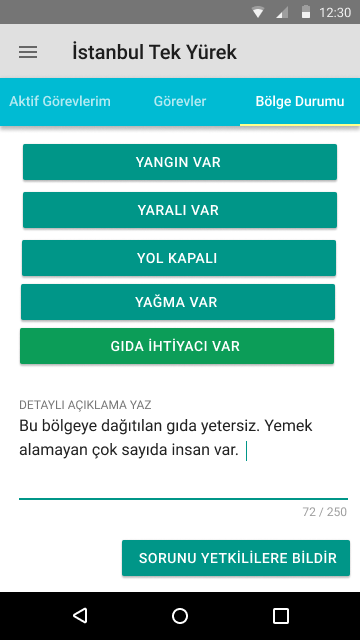 12:30
İstanbul Tek Yürek
Aktif Görevlerim Görevler Bölge Durumu
YANGIN VAR
YARALI VAR
YOL KAPALI
YAĞMA VAR
GIDA İHTİYACI VAR
DETAYLI AÇIKLAMA YAZ
Bu bölgeye dağıtılan gıda yetersiz. Yemek
alamayan çok sayıda insan var.
72 / 250
SORUNU YETKİLİLERE BİLDİR